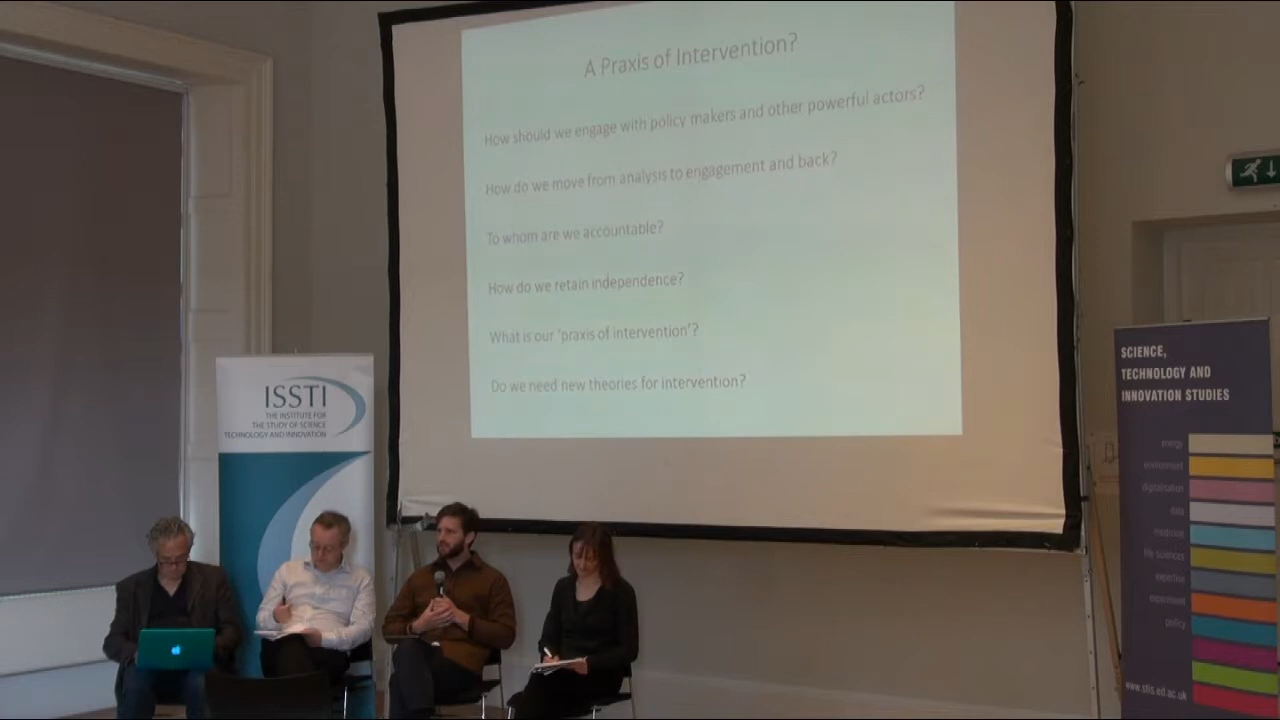 A Praxis of Intervention?
How should we engage with policy makers and other powerful actors?
How do we move from analysis to engagement and back?
To whom are we accountable?
How do we retain independence?
What is our 'praxis of intervention'?
Do we need new theories for intervention?
ISSTI
THE INSTITUTE FOR
THE STUDY OF SCIENCE
TECHNOLOGY AND INNOVATION
SCIENCE,
TECHNOLOGY AND
INNOVATION STUDIES
energy
environment
digitalisation
data
medicine
life sciences
expertise
experiment
policy
www.stis.ed.ac.uk